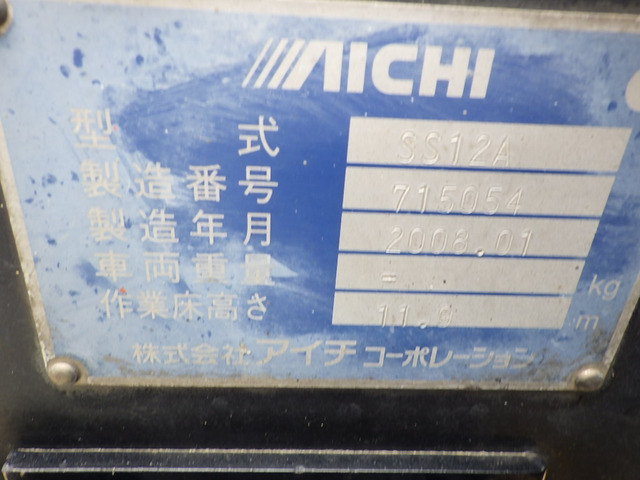 AICHI
型式 SS12A
製造番号 715054
製造年月 2008.01
車両重量 = kg
作業床高さ 11.9 m
株式会社アイチコーポレーション